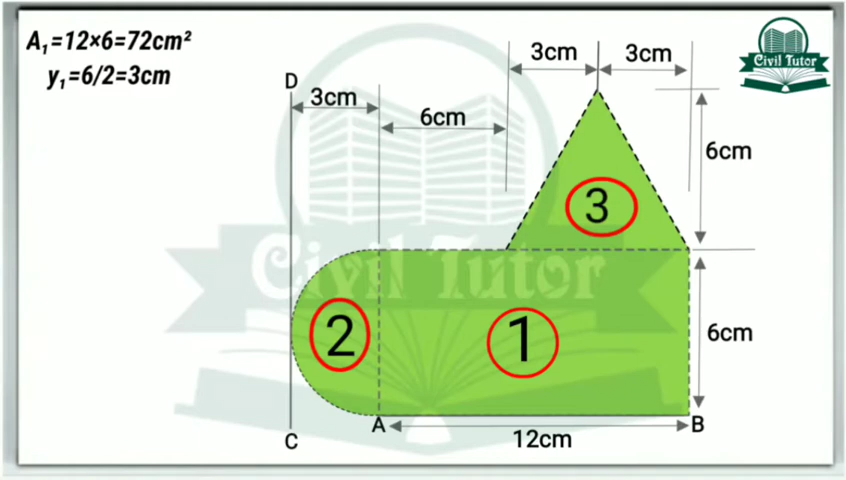 A₁=12×6=72cm²
y₁=6/2=3cm
3cm 3cm
Civil Tutor
D
3cm
6cm
6cm
3
Civil Tutor
2
1
6cm
A
B
12cm
C